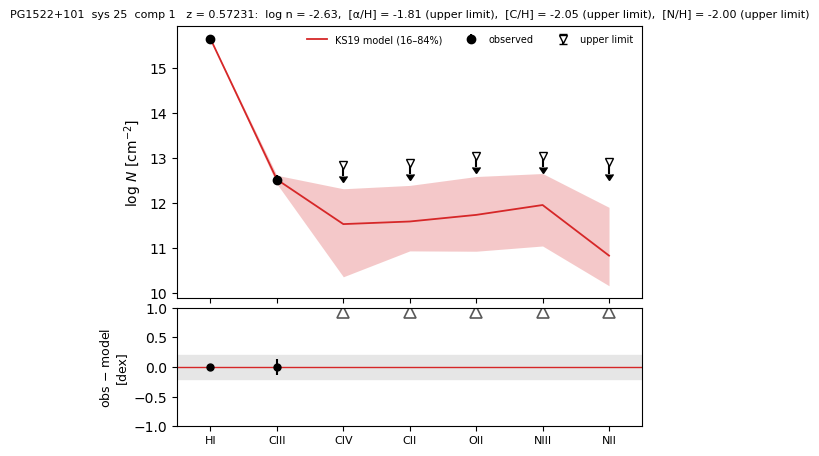 PG1522+101  sys 25  comp 1   z = 0.57231:  log n = -2.63,  [α/H] = -1.81 (upper limit),  [C/H] = -2.05 (upper limit),  [N/H] = -2.00 (upper limit)
KS19 model (16–84%)
observed
upper limit
log N [cm⁻²]
15
14
13
12
11
10
obs − model
[dex]
1.0
0.5
0.0
−0.5
−1.0
HI
CIII
CIV
CII
OII
NIII
NII